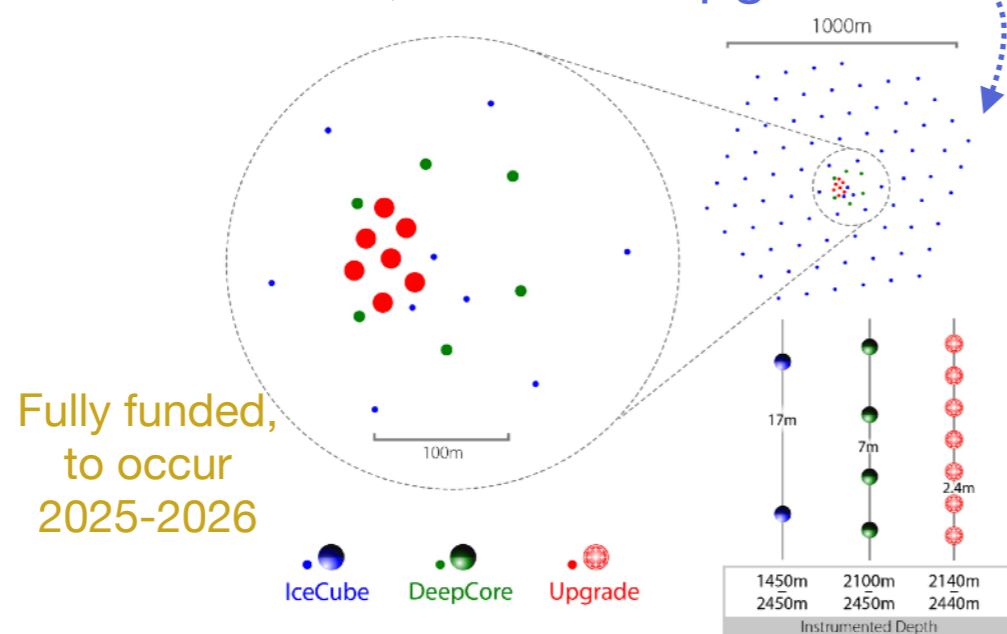 1000m
100m
Fully funded,
to occur
2025-2026
17m
7m
2.4m
IceCube
DeepCore
Upgrade
1450m
2450m
2100m
2450m
2140m
2440m
Instrumented Depth